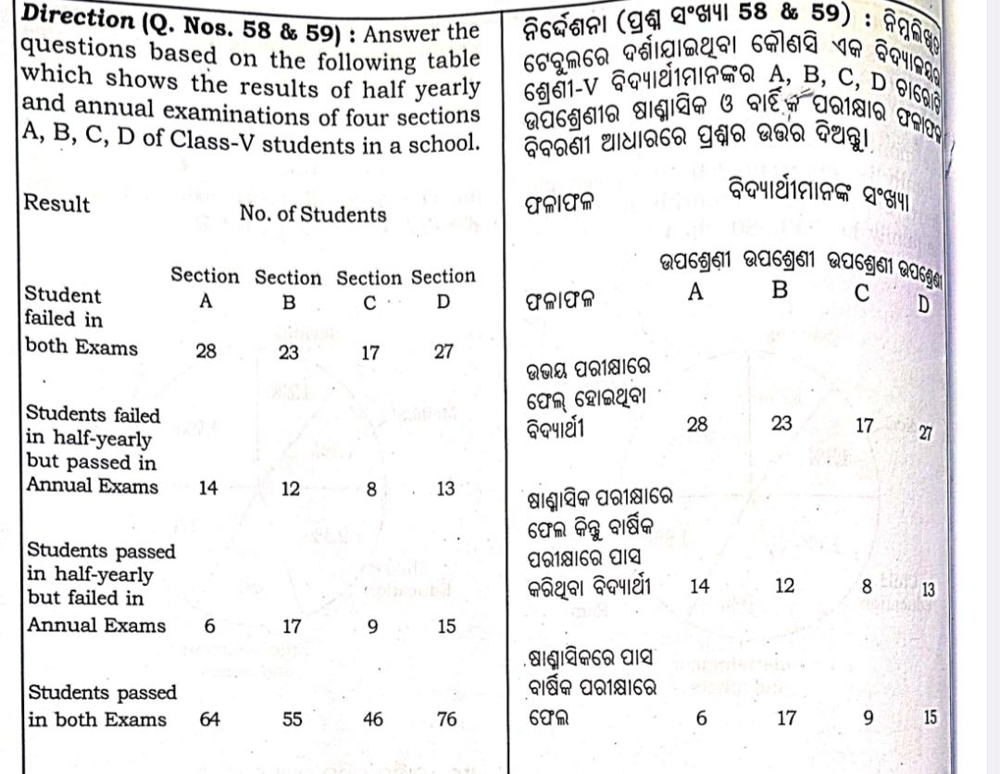 Direction (Q. Nos. 58 & 59) : Answer the
questions based on the following table
which shows the results of half yearly
and annual examinations of four sections
A, B, C, D of Class-V students in a school.
Result
No. of Students
Section Section Section Section
Student A B C D
failed in
both Exams 28 23 17 27
Students failed
in half-yearly
but passed in
Annual Exams 14 12 8 13
Students passed
in half-yearly
but failed in
Annual Exams 6 17 9 15
Students passed
in both Exams 64 55 46 76
ନିର୍ଦ୍ଦେଶନା (ପ୍ରଶ୍ନ ସଂଖ୍ୟା 58 & 59) : ନିମ୍ନଲିଖିତ
ଟେବୁଲରେ ଦର୍ଶାଯାଇଥିବା କୌଣସି ଏକ ବିଦ୍ୟାଳୟର
ଶ୍ରେଣୀ-V ବିଦ୍ୟାର୍ଥୀମାନଙ୍କର A, B, C, D ଚାରୋଟି
ଉପଶ୍ରେଣୀର ଷାଣ୍ମାସିକ ଓ ପରୀକ୍ଷାର ଫଳାଫଳ
ବିବରଣୀ ଆଧାରରେ ପ୍ରଶ୍ନର ଉତ୍ତର ଦିଅନ୍ତୁ।
ଫଳାଫଳ ବିଦ୍ୟାର୍ଥୀମାନଙ୍କ ସଂଖ୍ୟା
ଉପଶ୍ରେଣୀ ଉପଶ୍ରେଣୀ ଉପଶ୍ରେଣୀ ଉପଶ୍ରେଣୀ
ଫଳାଫଳ A B C D
ଉଭୟ ପରୀକ୍ଷାରେ
ଫେଲ୍ ହୋଇଥିବା
ବିଦ୍ୟାର୍ଥୀ 28 23 17 27
ଷାଣ୍ମାସିକ ପରୀକ୍ଷାରେ
ଫେଲ କିନ୍ତୁ ବାର୍ଷିକ
ପରୀକ୍ଷାରେ ପାସ
କରିଥିବା ବିଦ୍ୟାର୍ଥୀ 14 12 8 13
ଷାଣ୍ମାସିକରେ ପାସ
ବାର୍ଷିକ ପରୀକ୍ଷାରେ
ଫେଲ 6 17 9 15